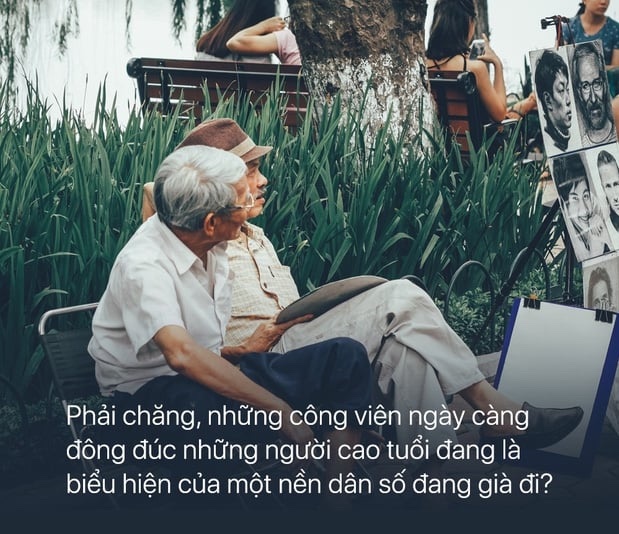 Phải chăng, những công viên ngày càng
đông đúc những người cao tuổi đang là
biểu hiện của một nền dân số đang già đi?